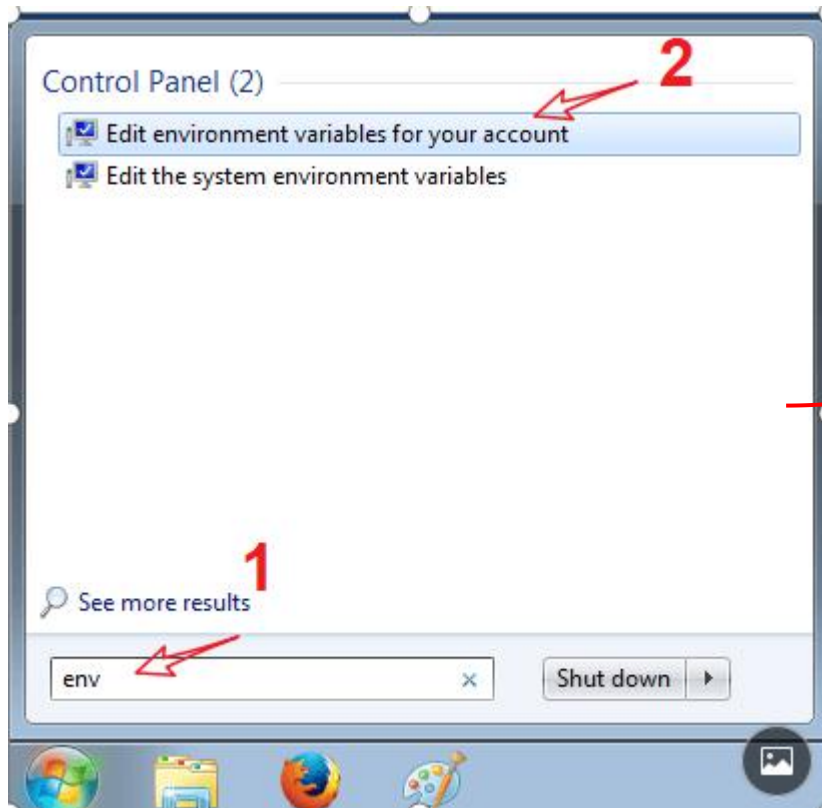 2
Control Panel (2)
Edit environment variables for your account
Edit the system environment variables
1
See more results
env
Shut down